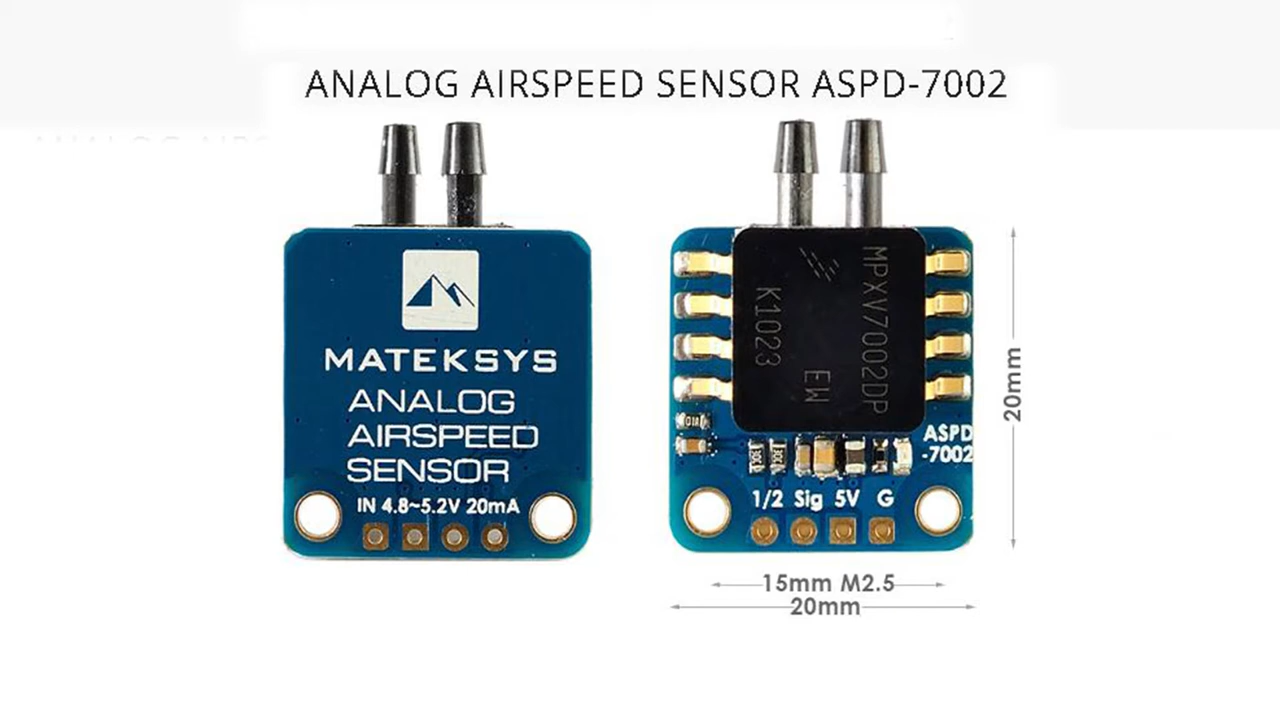 ANALOG AIRSPEED SENSOR ASPD-7002
MATEKSYS
ANALOG
AIRSPEED
SENSOR
IN 4.8~5.2V 20mA
MPXV7002DP
K1023
EW
ASPD
-7002
1/2 Sig 5V G
20mm
15mm M2.5
20mm